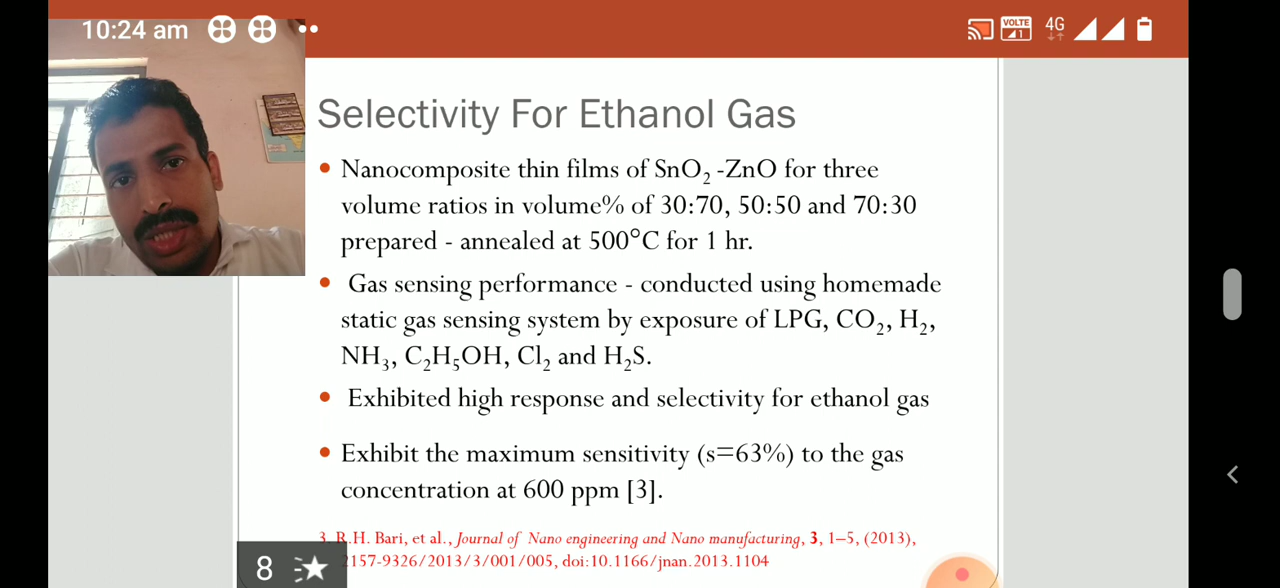 10:24 am
VOLTE
1
4G
Selectivity For Ethanol Gas
• Nanocomposite thin films of SnO₂ -ZnO for three
volume ratios in volume% of 30:70, 50:50 and 70:30
prepared - annealed at 500°C for 1 hr.
• Gas sensing performance - conducted using homemade
static gas sensing system by exposure of LPG, CO₂, H₂,
NH₃, C₂H₅OH, Cl₂ and H₂S.
• Exhibited high response and selectivity for ethanol gas
• Exhibit the maximum sensitivity (s=63%) to the gas
concentration at 600 ppm [3].
3. R.H. Bari, et al., Journal of Nano engineering and Nano manufacturing, 3, 1–5, (2013),
2157-9326/2013/3/001/005, doi:10.1166/jnan.2013.1104
8